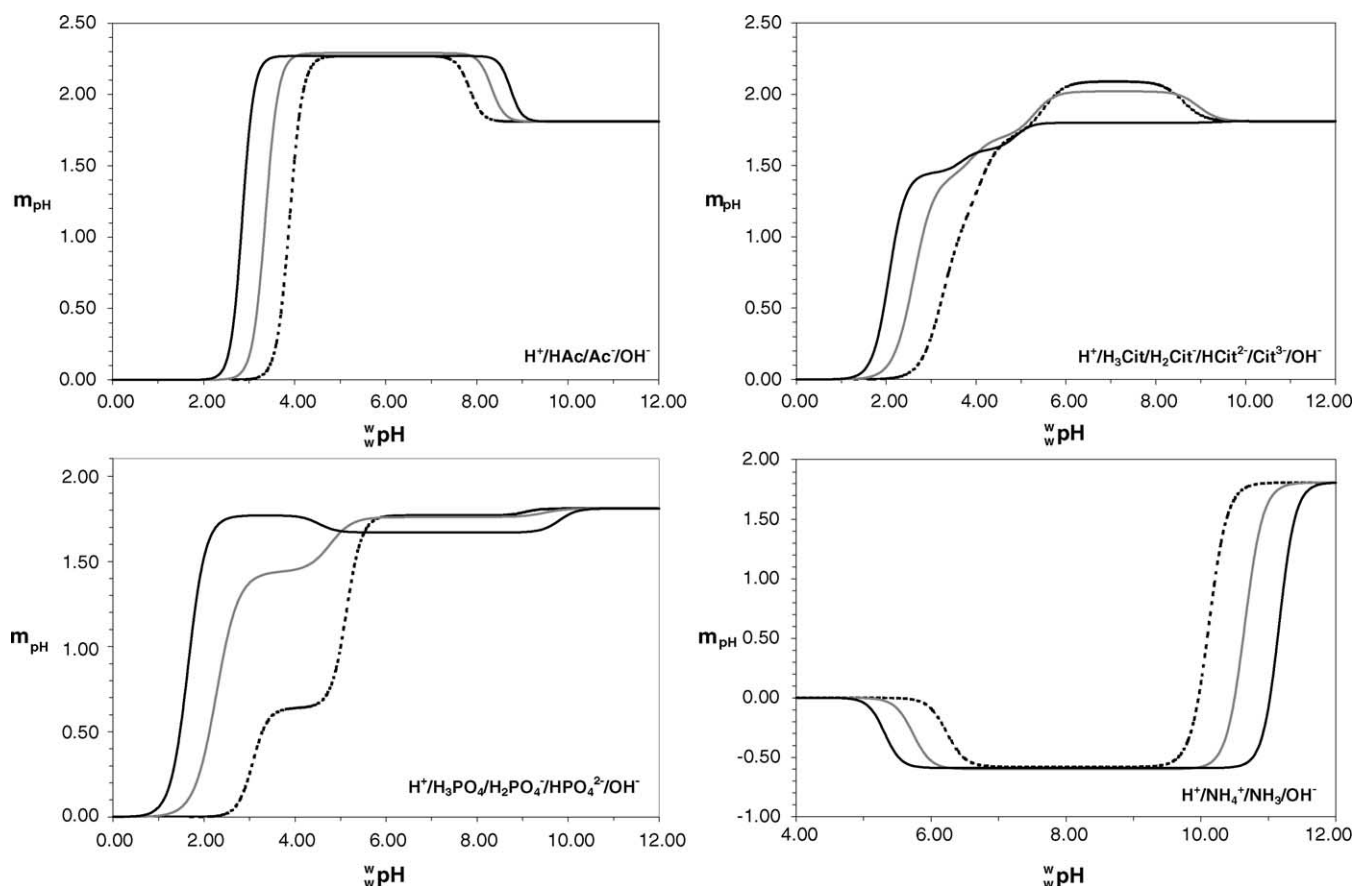 2.50
2.00
1.50
1.00
0.50
0.00
m_pH
0.00 2.00 4.00 6.00 8.00 10.00 12.00
w
w pH
H⁺/HAc/Ac⁻/OH⁻
2.50
2.00
1.50
1.00
0.50
0.00
m_pH
0.00 2.00 4.00 6.00 8.00 10.00 12.00
w
w pH
H⁺/H₃Cit/H₂Cit⁻/HCit²⁻/Cit³⁻/OH⁻
2.00
1.50
1.00
0.50
0.00
m_pH
0.00 2.00 4.00 6.00 8.00 10.00 12.00
w
w pH
H⁺/H₃PO₄/H₂PO₄⁻/HPO₄²⁻/OH⁻
2.00
1.50
1.00
0.50
0.00
-0.50
-1.00
m_pH
4.00 6.00 8.00 10.00 12.00
w
w pH
H⁺/NH₄⁺/NH₃/OH⁻